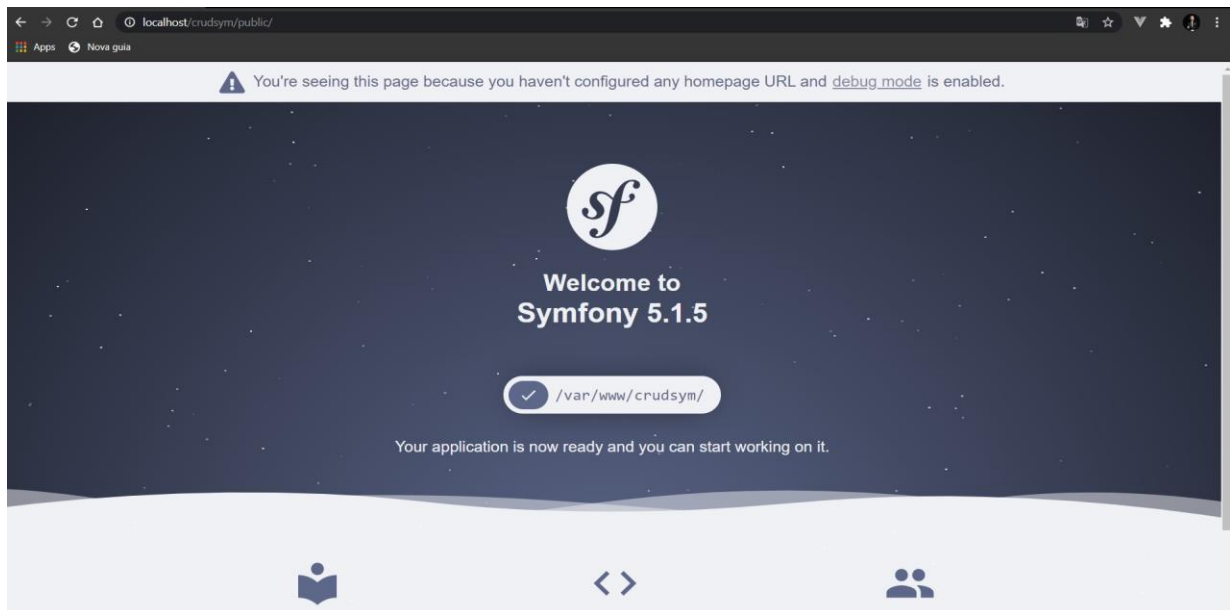 localhost/crudsym/public/
Apps Nova guia
You're seeing this page because you haven't configured any homepage URL and debug mode is enabled.
sf
Welcome to
Symfony 5.1.5
/var/www/crudsym/
Your application is now ready and you can start working on it.